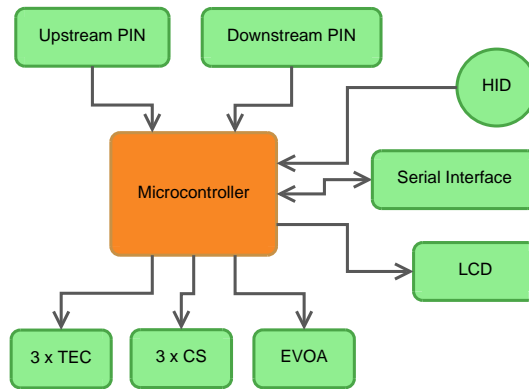 Upstream PIN
Downstream PIN
HID
Microcontroller
Serial Interface
LCD
3 x TEC
3 x CS
EVOA